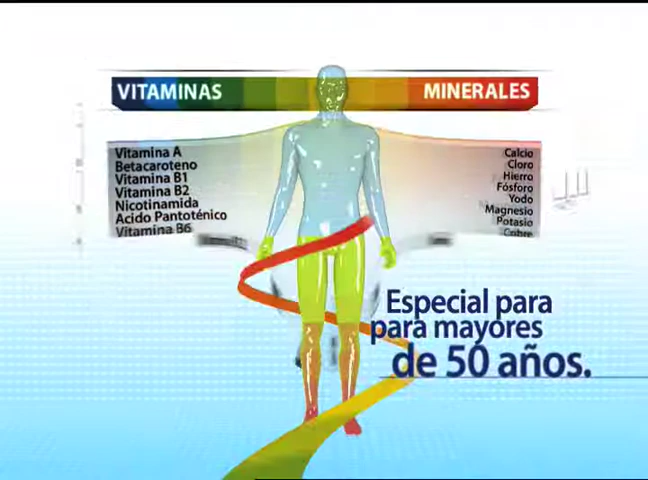 VITAMINAS
MINERALES
Vitamina A
Betacaroteno
Vitamina B1
Vitamina B2
Nicotinamida
Acido Pantoténico
Vitamina B6
Calcio
Cloro
Hierro
Fósforo
Yodo
Magnesio
Potasio
Cobre
Especial para
para mayores
de 50 años.